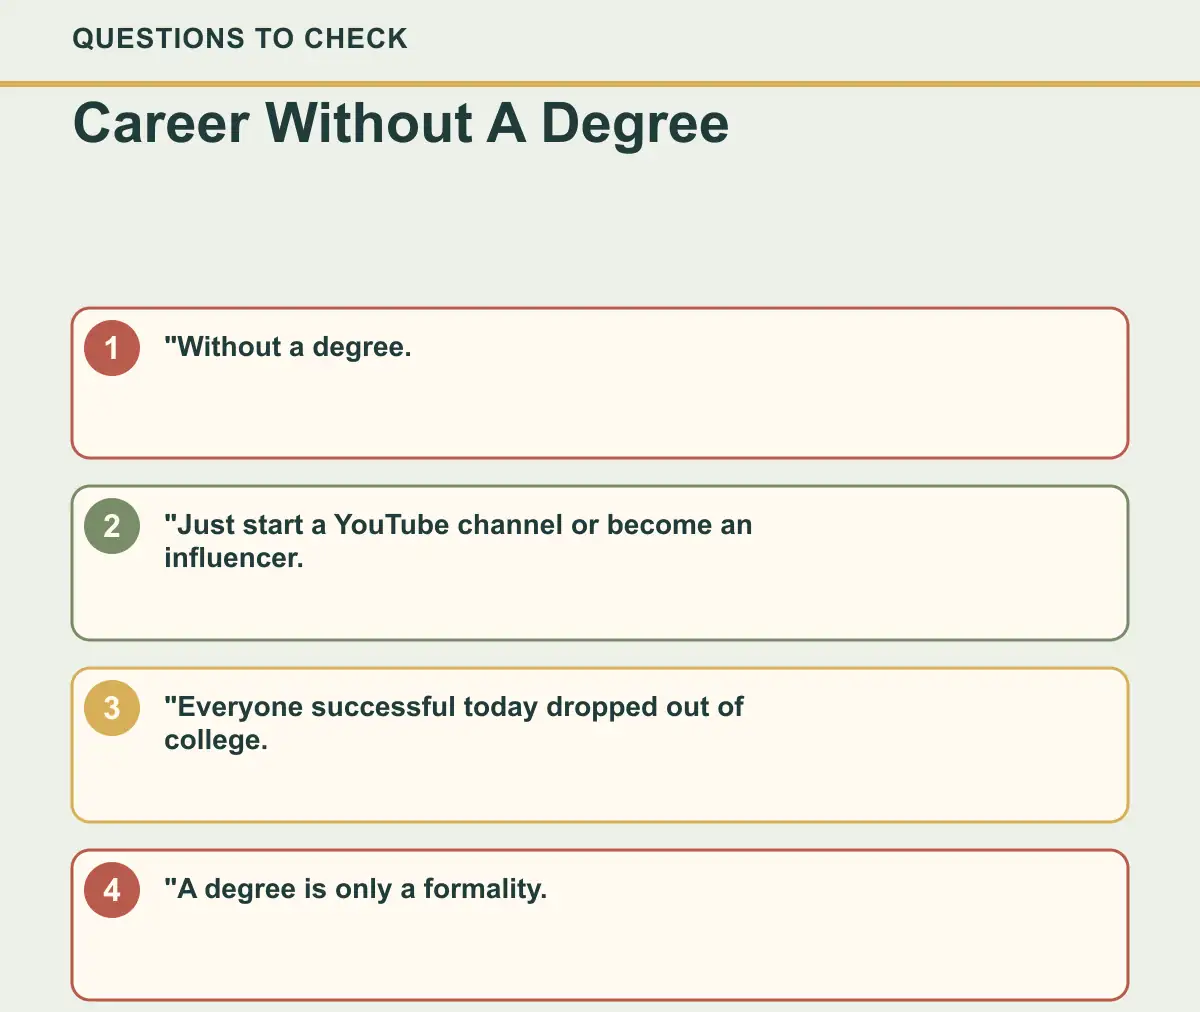 QUESTIONS TO CHECK
Career Without A Degree
1
"Without a degree.
2
"Just start a YouTube channel or become an
influencer.
3
"Everyone successful today dropped out of
college.
4
"A degree is only a formality.